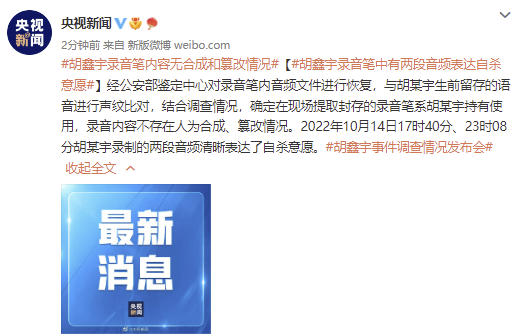 央视新闻
央视
新闻
2分钟前 来自 新版微博 weibo.com
#胡鑫宇录音笔内容无合成和篡改情况#【#胡鑫宇录音笔中有两段音频表达自杀
意愿#】经公安部鉴定中心对录音笔内音频文件进行恢复，与胡某宇生前留存的语
音进行声纹比对，结合调查情况，确定在现场提取封存的录音笔系胡某宇持有使
用，录音内容不存在人为合成、篡改情况。2022年10月14日17时40分、23时08
分胡某宇录制的两段音频清晰表达了自杀意愿。#胡鑫宇事件调查情况发布会#
收起全文
最新
消息
央视
新闻